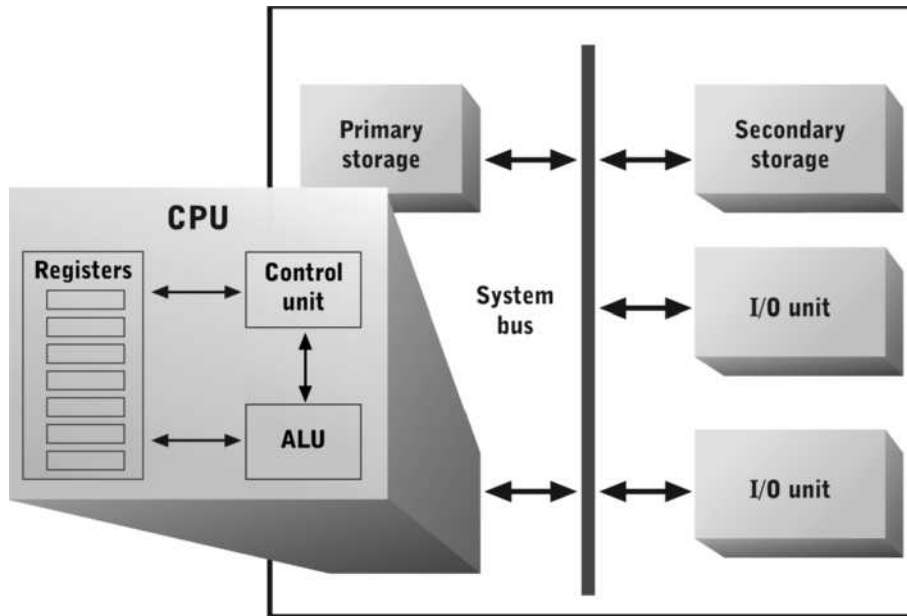 Primary
storage
Secondary
storage
CPU
Registers
Control
unit
System
bus
I/O unit
ALU
I/O unit